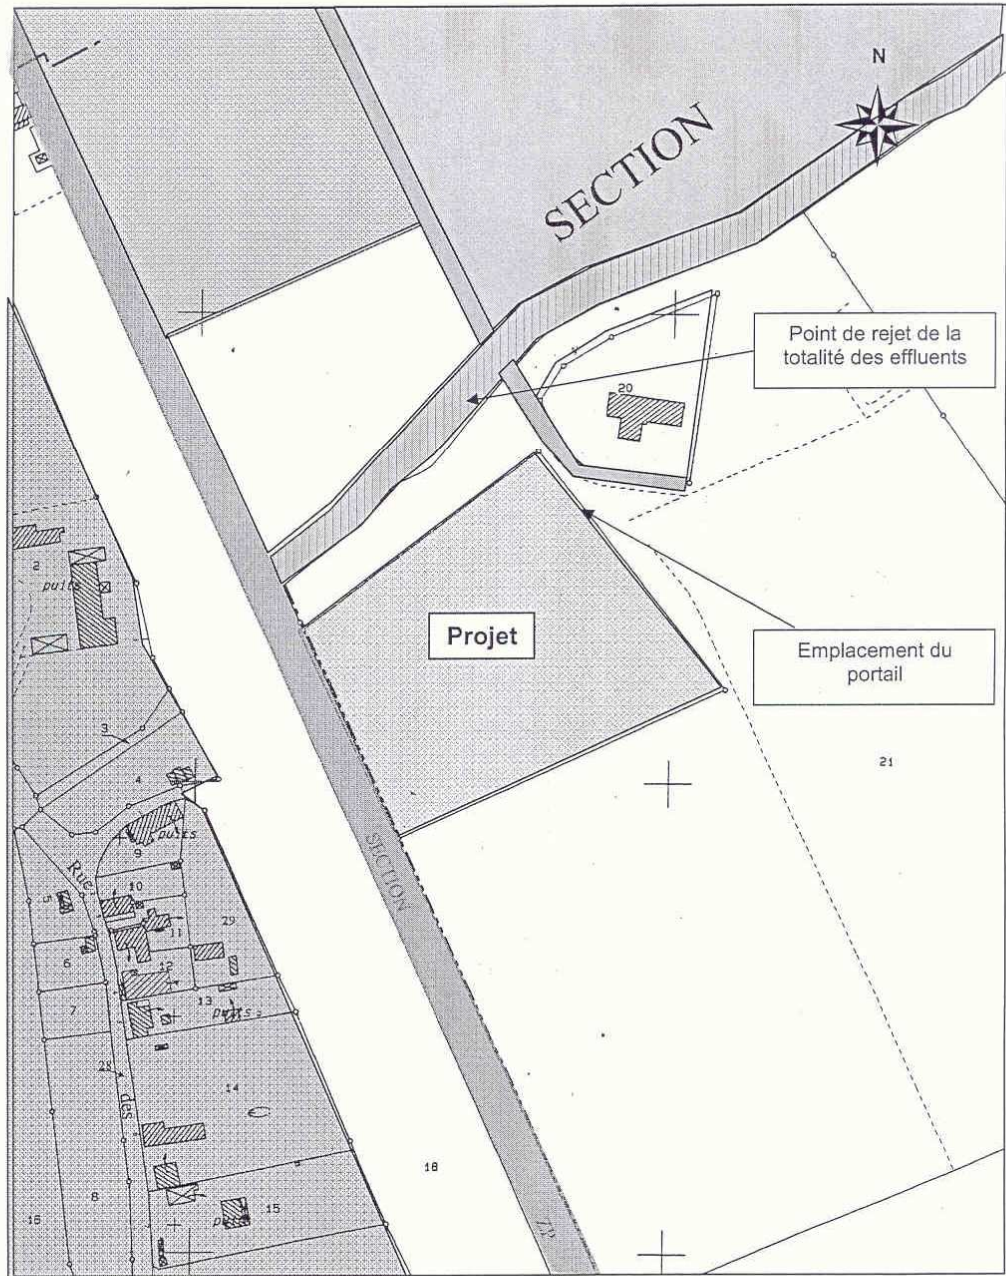 N
SECTION
Point de rejet de la
totalité des effluents
20
2
puits
Projet
Emplacement du
portail
3
4
21
puits
9
Rue
10
5
SECTION
29
11
6
12
13
7
puits
28
des
14
18
8
15
16
ZP